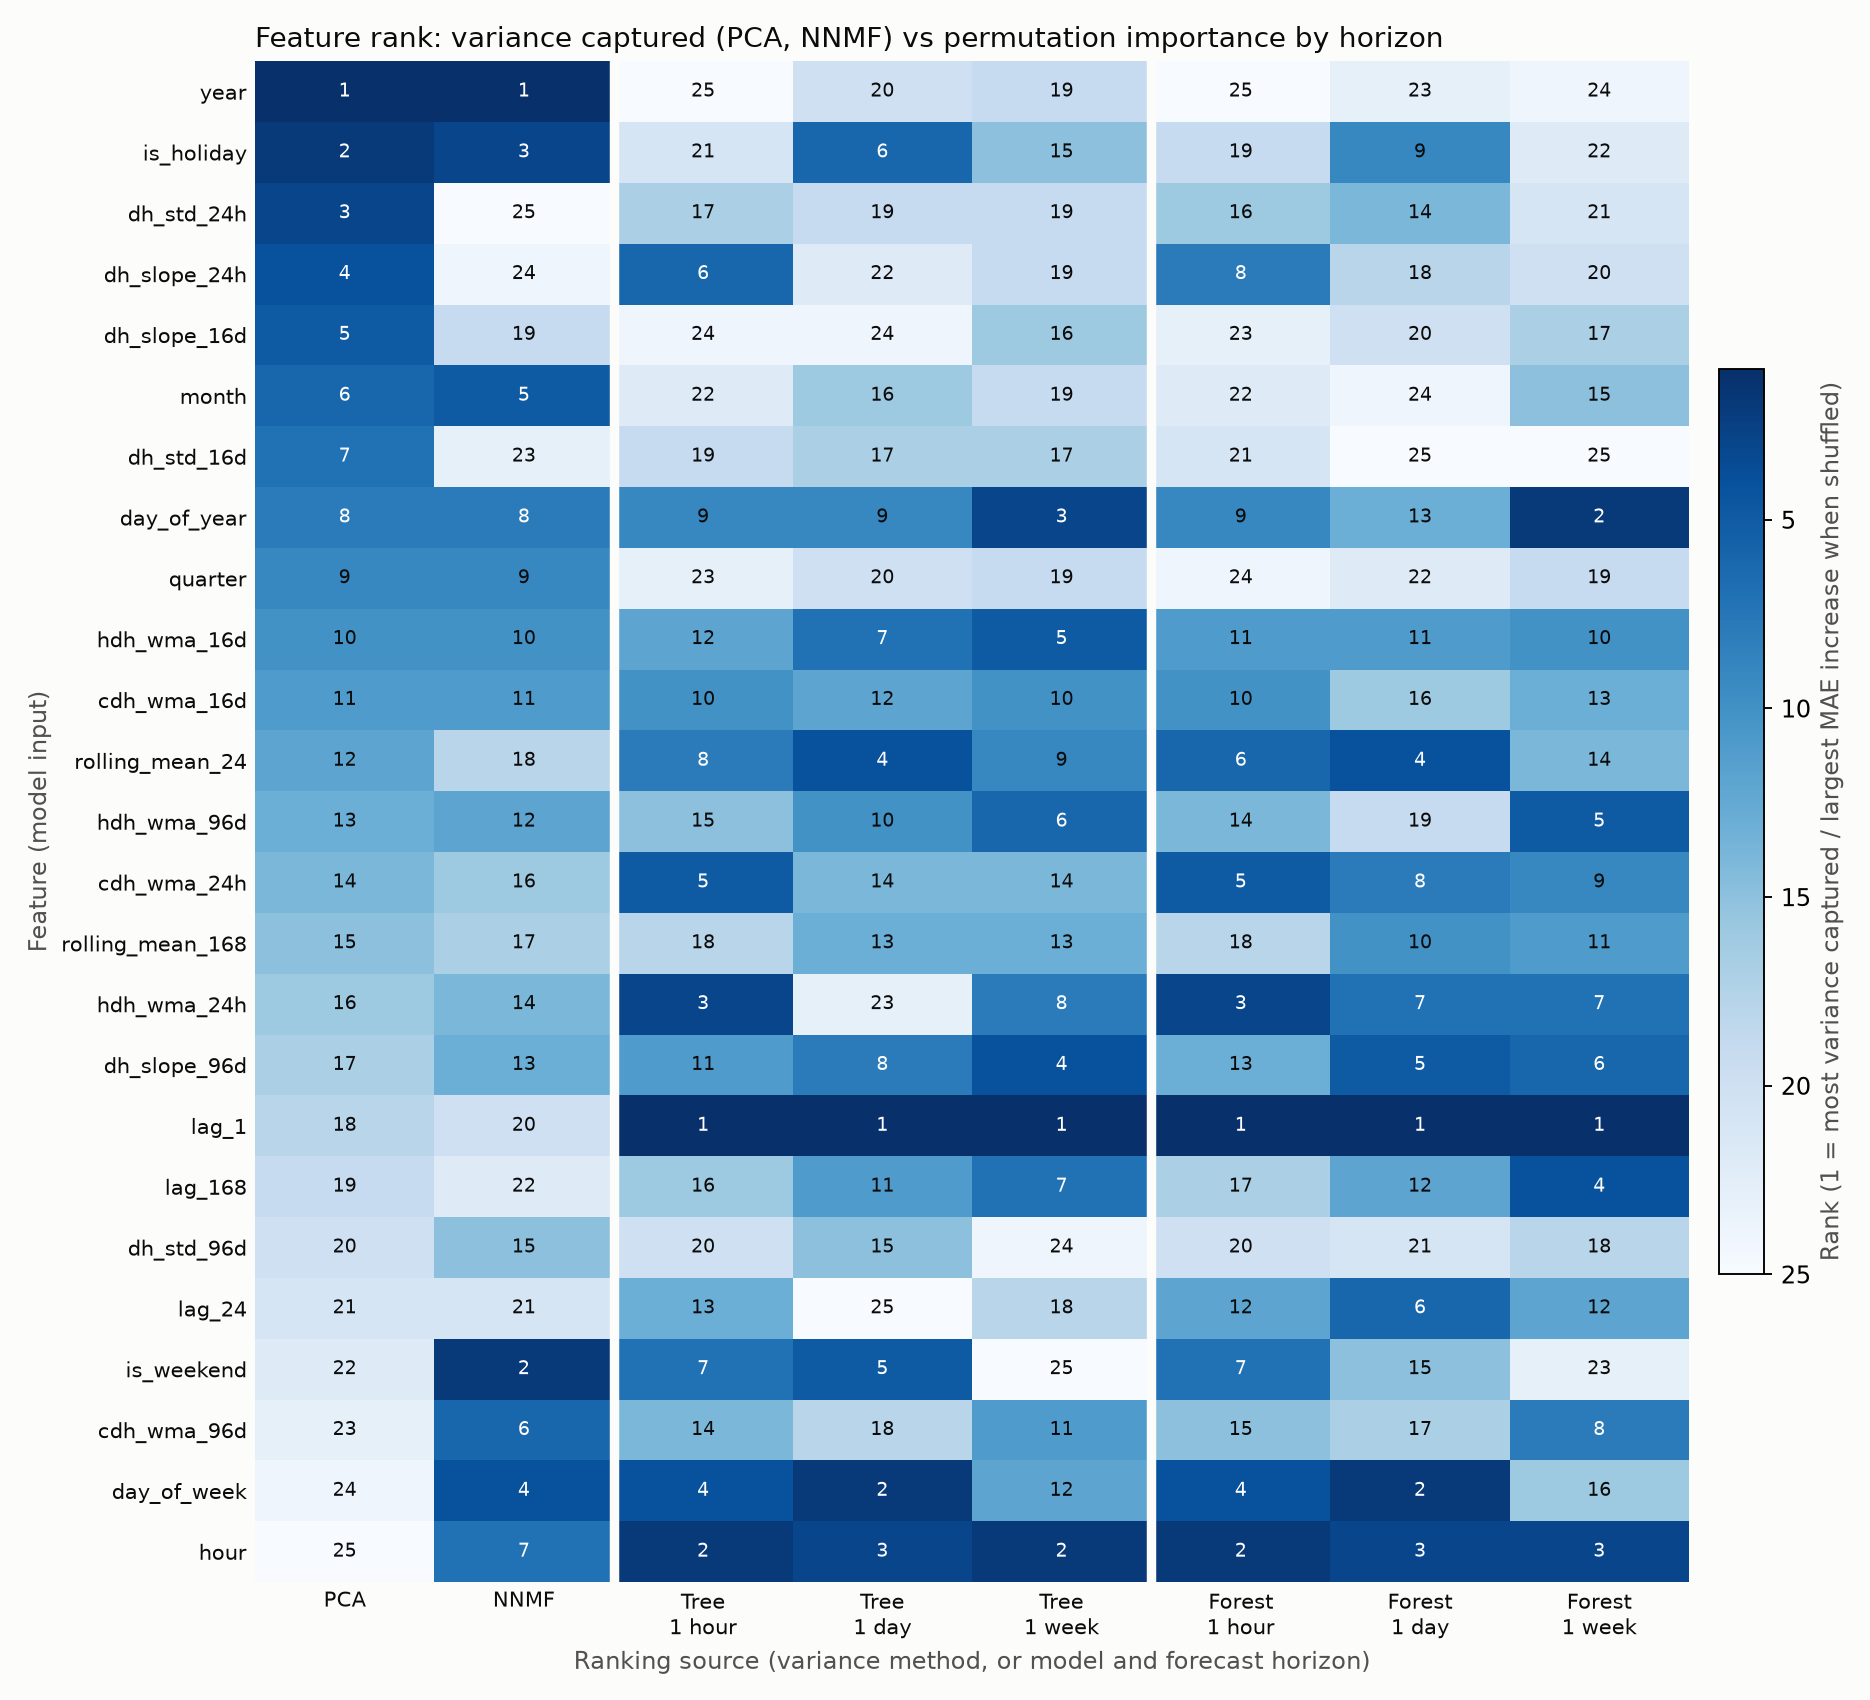 Feature rank: variance captured (PCA, NNMF) vs permutation importance by horizon
year 1 1 25 20 19 25 23 24
is_holiday 2 3 21 6 15 19 9 22
dh_std_24h 3 25 17 19 19 16 14 21
dh_slope_24h 4 24 6 22 19 8 18 20
dh_slope_16d 5 19 24 24 16 23 20 17
month 6 5 22 16 19 22 24 15
dh_std_16d 7 23 19 17 17 21 25 25
day_of_year 8 8 9 9 3 9 13 2
quarter 9 9 23 20 19 24 22 19
hdh_wma_16d 10 10 12 7 5 11 11 10
cdh_wma_16d 11 11 10 12 10 10 16 13
rolling_mean_24 12 18 8 4 9 6 4 14
hdh_wma_96d 13 12 15 10 6 14 19 5
cdh_wma_24h 14 16 5 14 14 5 8 9
rolling_mean_168 15 17 18 13 13 18 10 11
hdh_wma_24h 16 14 3 23 8 3 7 7
dh_slope_96d 17 13 11 8 4 13 5 6
lag_1 18 20 1 1 1 1 1 1
lag_168 19 22 16 11 7 17 12 4
dh_std_96d 20 15 20 15 24 20 21 18
lag_24 21 21 13 25 18 12 6 12
is_weekend 22 2 7 5 25 7 15 23
cdh_wma_96d 23 6 14 18 11 15 17 8
day_of_week 24 4 4 2 12 4 2 16
hour 25 7 2 3 2 2 3 3
PCA NNMF Tree Tree Tree Forest Forest Forest
1 hour 1 day 1 week 1 hour 1 day 1 week
Ranking source (variance method, or model and forecast horizon)
Feature (model input)
5
10
15
20
25
Rank (1 = most variance captured / largest MAE increase when shuffled)